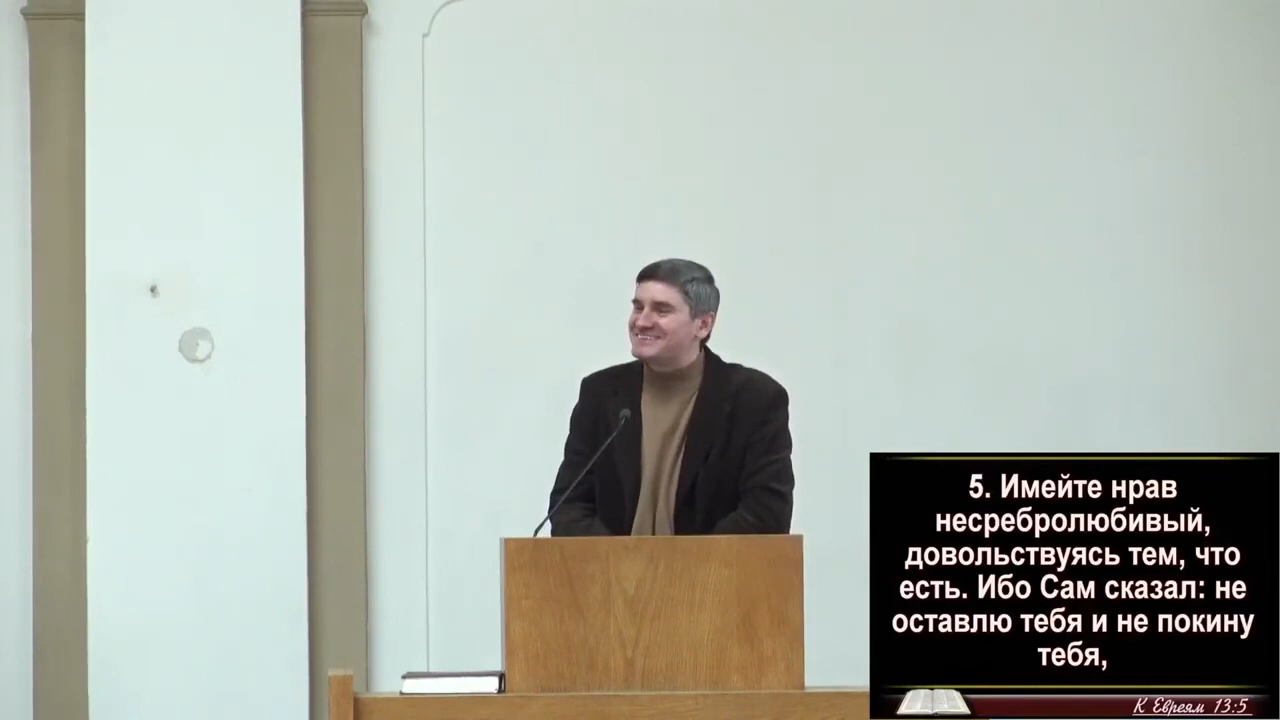 5. Имейте нрав
несребролюбивый,
довольствуясь тем, что
есть. Ибо Сам сказал: не
оставлю тебя и не покину
тебя,
К Евреям 13:5